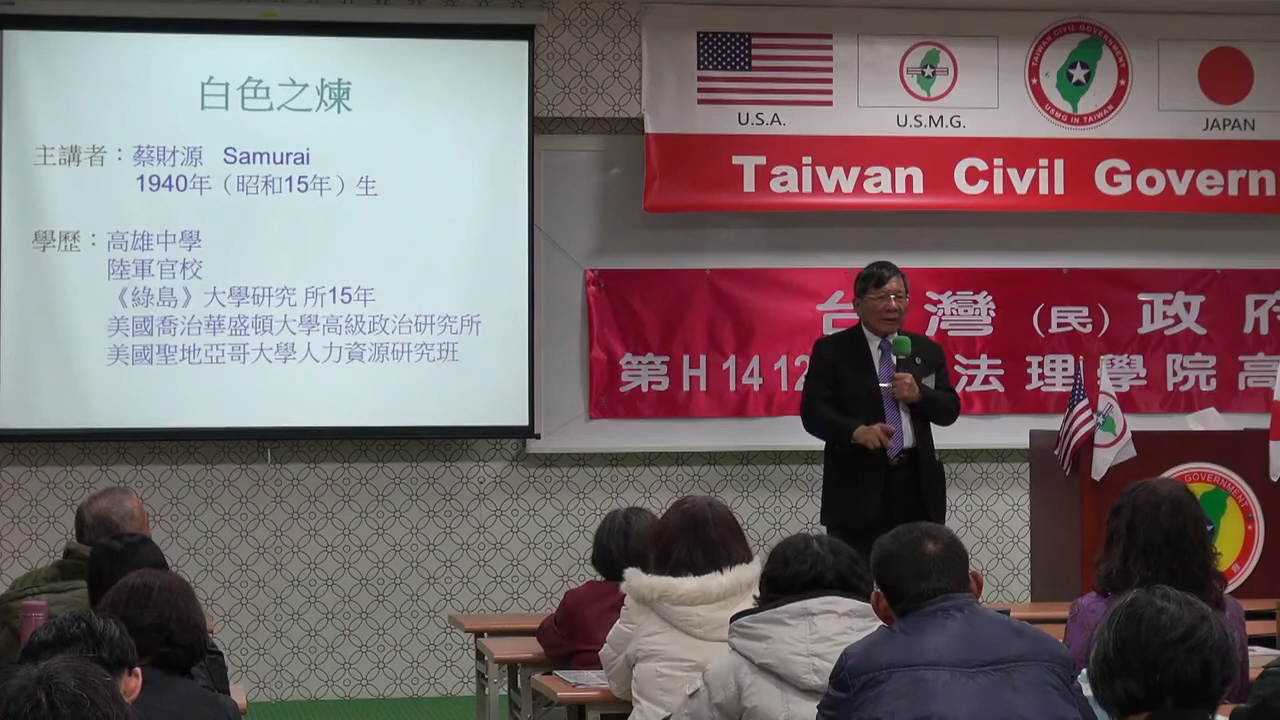 白色之煉
主講者：蔡財源 Samurai
1940年（昭和15年）生
學歷：高雄中學
陸軍官校
《綠島》大學研究 所15年
美國喬治華盛頓大學高級政治研究所
美國聖地亞哥大學人力資源研究班
U.S.A.
U.S.M.G.
TAIWAN CIVIL GOVERNMENT
USMG IN TAIWAN
JAPAN
Taiwan Civil Govern
台灣（民）政府
第H 14 12
法理學院高
GOVERNMENT